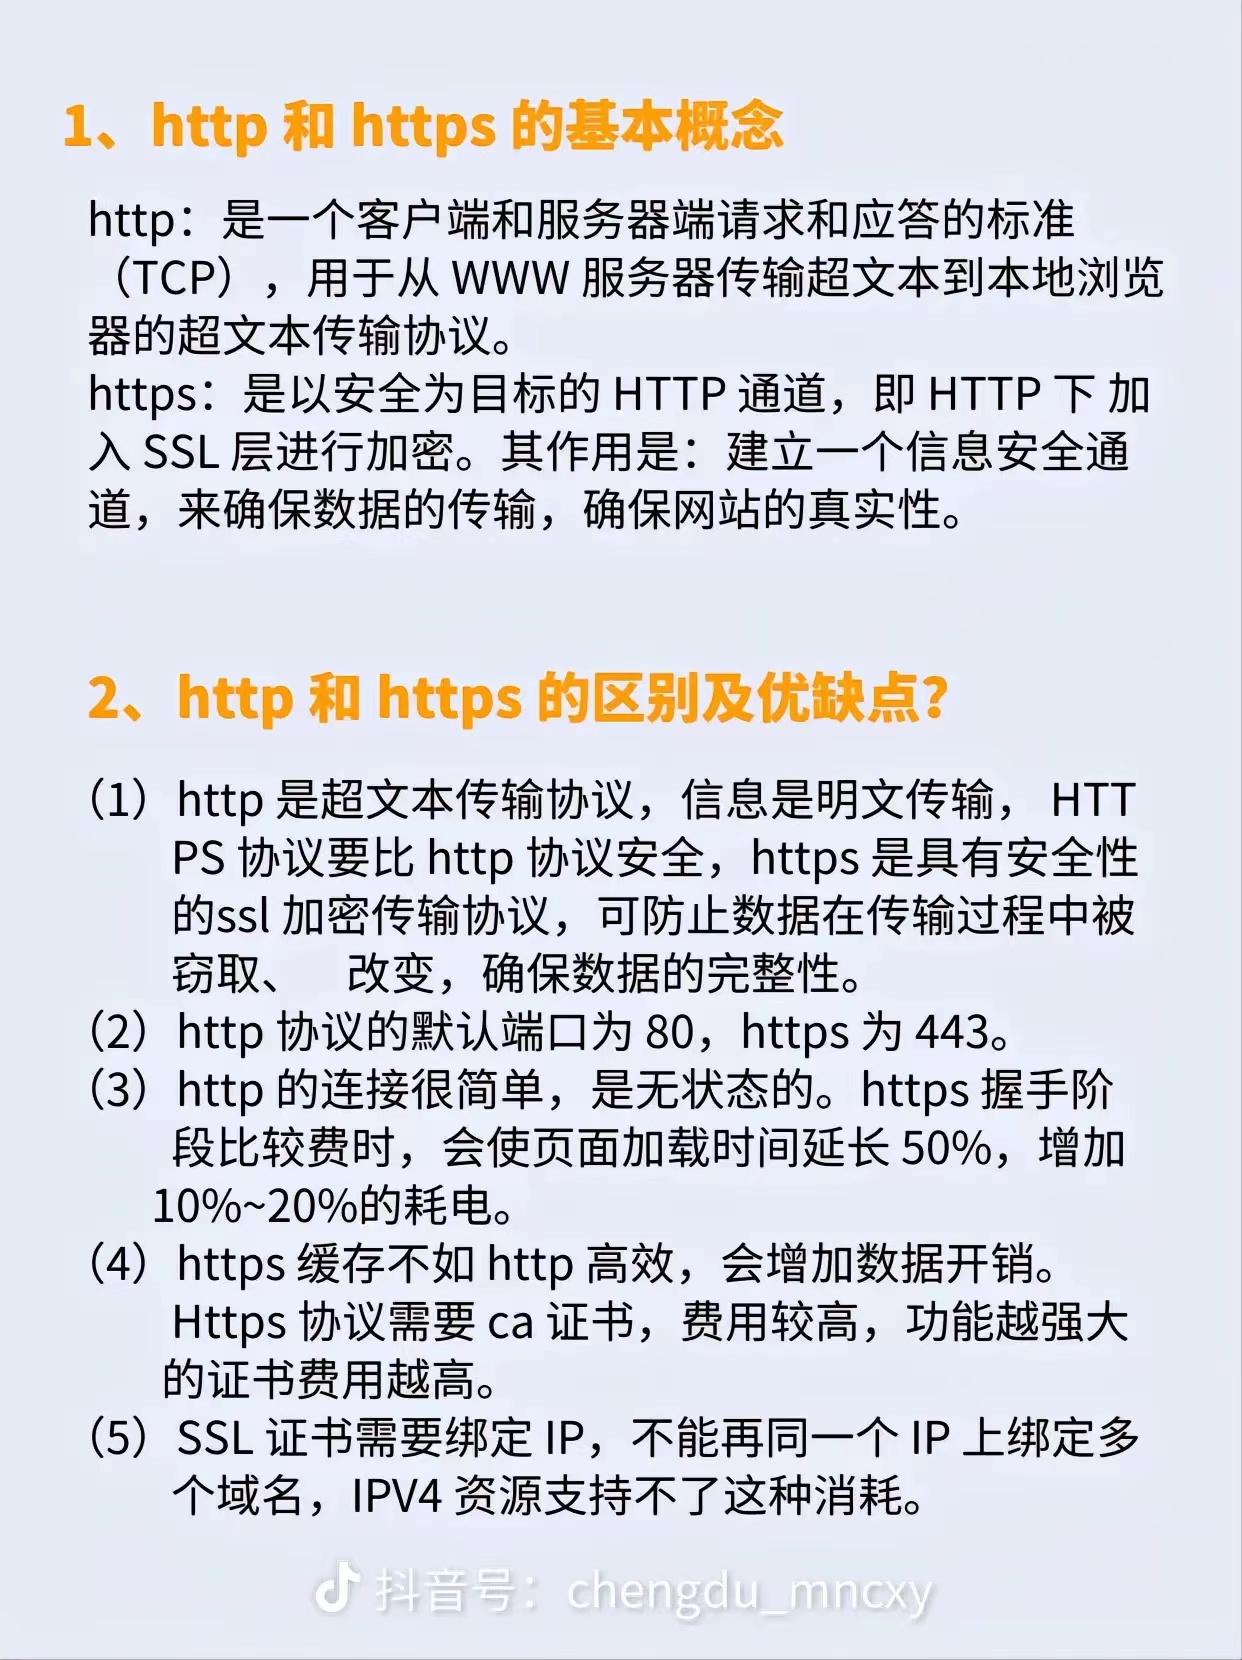 1、http 和 https 的基本概念
http：是一个客户端和服务器端请求和应答的标准
（TCP），用于从 WWW 服务器传输超文本到本地浏览
器的超文本传输协议。
https：是以安全为目标的 HTTP 通道，即 HTTP 下 加
入 SSL 层进行加密。其作用是：建立一个信息安全通
道，来确保数据的传输，确保网站的真实性。
2、http 和 https 的区别及优缺点？
（1）http 是超文本传输协议，信息是明文传输， HTT
PS 协议要比 http 协议安全，https 是具有安全性
的ssl 加密传输协议，可防止数据在传输过程中被
窃取、 改变，确保数据的完整性。
（2）http 协议的默认端口为 80，https 为 443。
（3）http 的连接很简单，是无状态的。https 握手阶
段比较费时，会使页面加载时间延长 50%，增加
10%~20%的耗电。
（4）https 缓存不如 http 高效，会增加数据开销。
Https 协议需要 ca 证书，费用较高，功能越强大
的证书费用越高。
（5）SSL 证书需要绑定 IP，不能再同一个 IP 上绑定多
个域名，IPV4 资源支持不了这种消耗。
抖音号：chengdu_mncxy